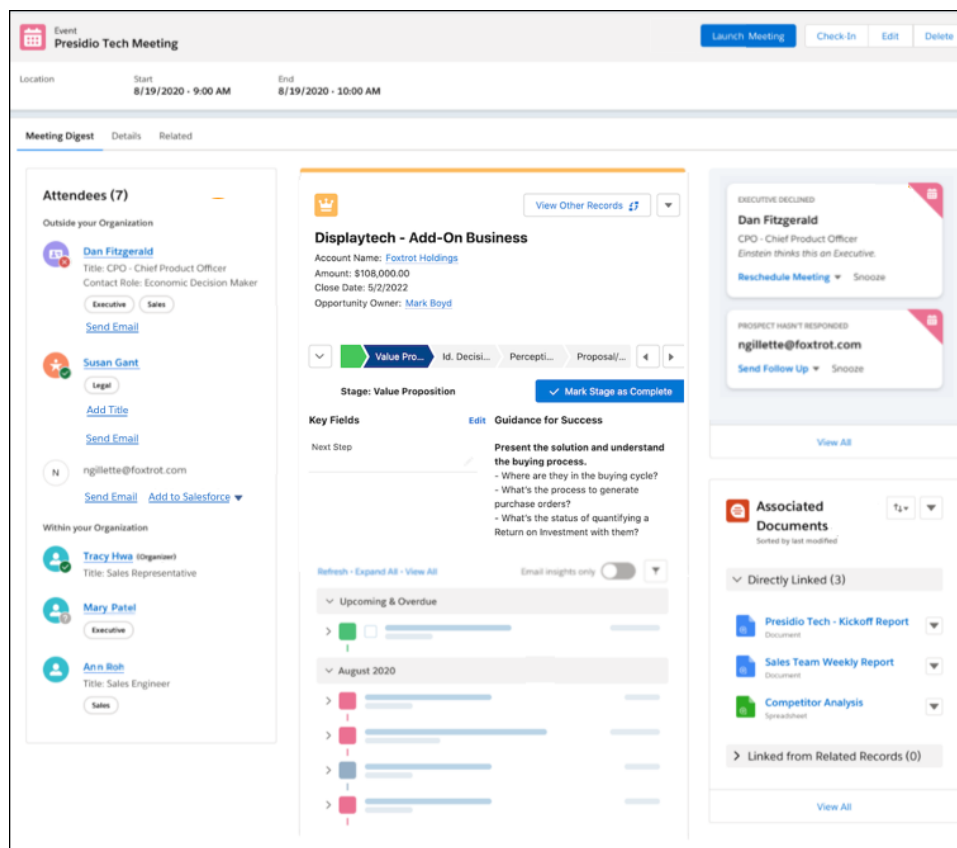 Event
Presidio Tech Meeting
Launch Meeting
Check-In
Edit
Delete
Location
Start
8/19/2020 - 9:00 AM
End
8/19/2020 - 10:00 AM
Meeting Digest
Details
Related
Attendees (7)
Outside your Organization
Dan Fitzgerald
Title: CPO - Chief Product Officer
Contact Role: Economic Decision Maker
Executive
Sales
Send Email
Susan Gant
Legal
Add Title
Send Email
N
ngillette@foxtrot.com
Send Email
Add to Salesforce
Within your Organization
Tracy Hwa (Organizer)
Title: Sales Representative
Mary Patel
Executive
Ann Roh
Title: Sales Engineer
Sales
View Other Records
Displaytech - Add-On Business
Account Name: Foxtrot Holdings
Amount: $108,000.00
Close Date: 5/2/2022
Opportunity Owner: Mark Boyd
Value Pro...
Id. Decisi...
Percepti...
Proposal/...
Stage: Value Proposition
Mark Stage as Complete
Key Fields
Edit
Next Step
Guidance for Success
Present the solution and understand
the buying process.
- Where are they in the buying cycle?
- What's the process to generate
purchase orders?
- What's the status of quantifying a
Return on Investment with them?
Refresh - Expand All - View All
Email insights only
Upcoming & Overdue
August 2020
EXECUTIVE DECLINED
Dan Fitzgerald
CPO - Chief Product Officer
Einstein thinks this an Executive.
Reschedule Meeting
Snooze
PROSPECT HASN'T RESPONDED
ngillette@foxtrot.com
Send Follow Up
Snooze
View All
Associated
Documents
Sorted by last modified
Directly Linked (3)
Presidio Tech - Kickoff Report
Document
Sales Team Weekly Report
Document
Competitor Analysis
Spreadsheet
Linked from Related Records (0)
View All